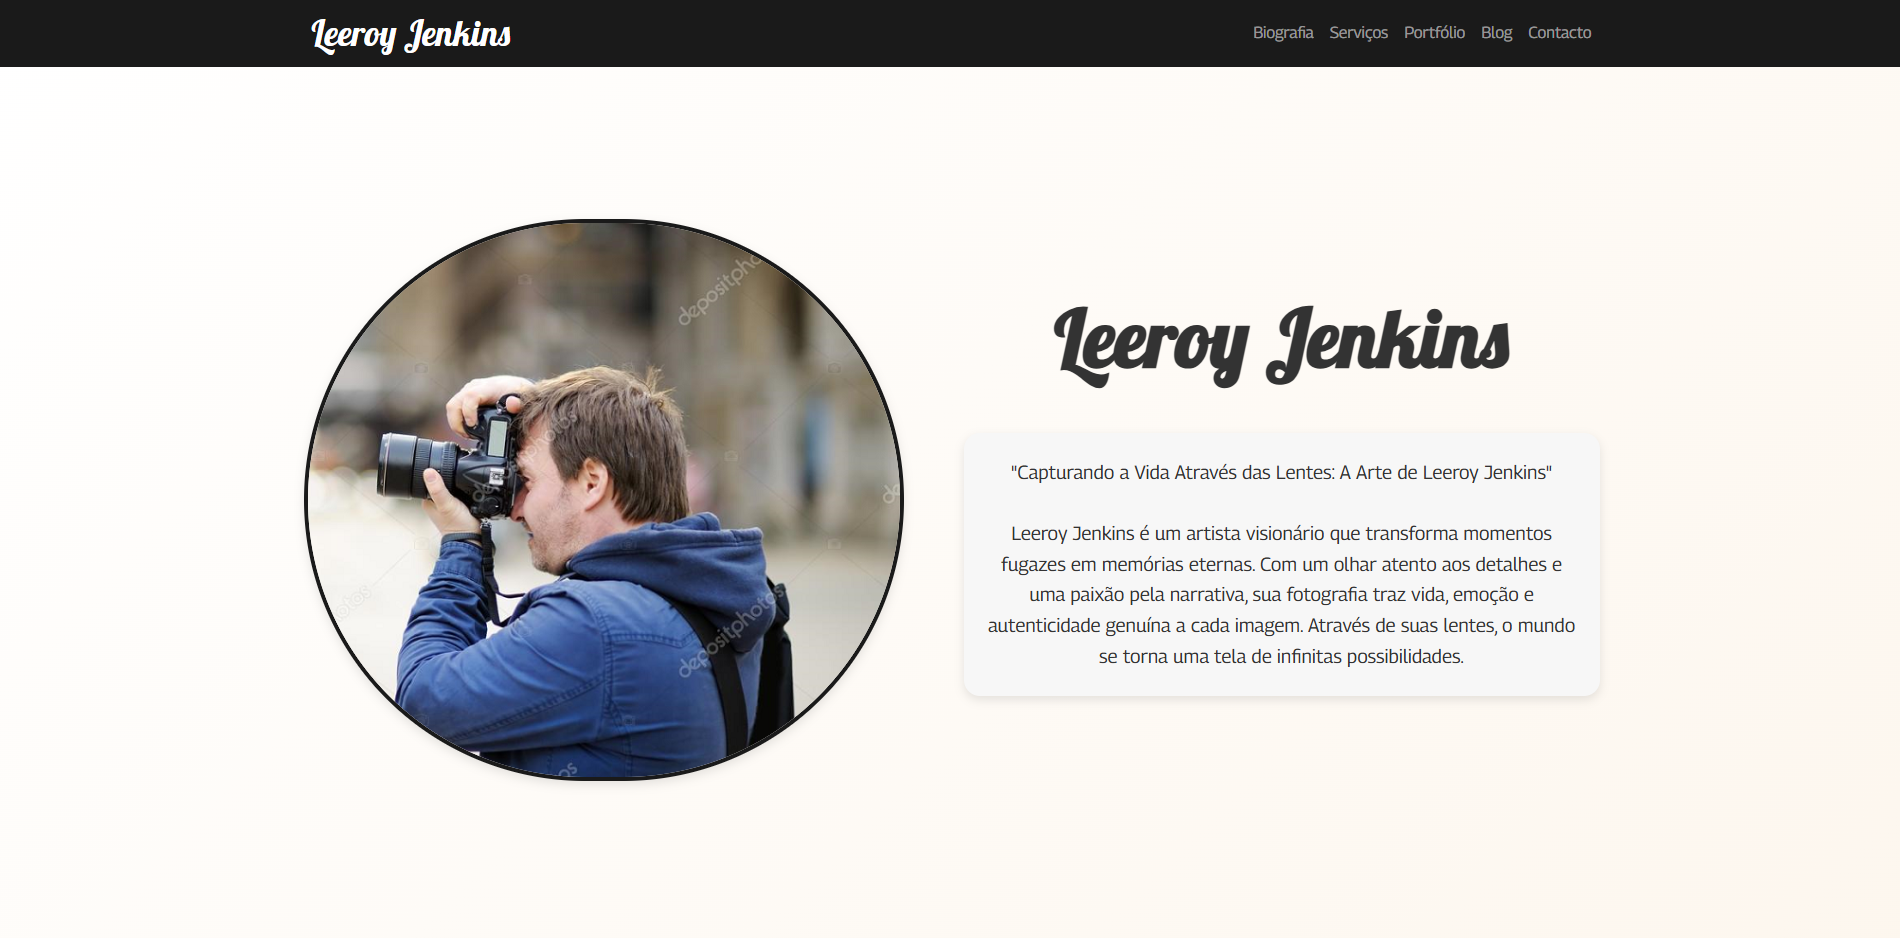 Leeroy Jenkins
Biografia Serviços Portfólio Blog Contacto
depositpho
depositphotos
depositphotos
Leeroy Jenkins
"Capturando a Vida Através das Lentes: A Arte de Leeroy Jenkins"
Leeroy Jenkins é um artista visionário que transforma momentos
fugazes em memórias eternas. Com um olhar atento aos detalhes e
uma paixão pela narrativa, sua fotografia traz vida, emoção e
autenticidade genuína a cada imagem. Através de suas lentes, o mundo
se torna uma tela de infinitas possibilidades.